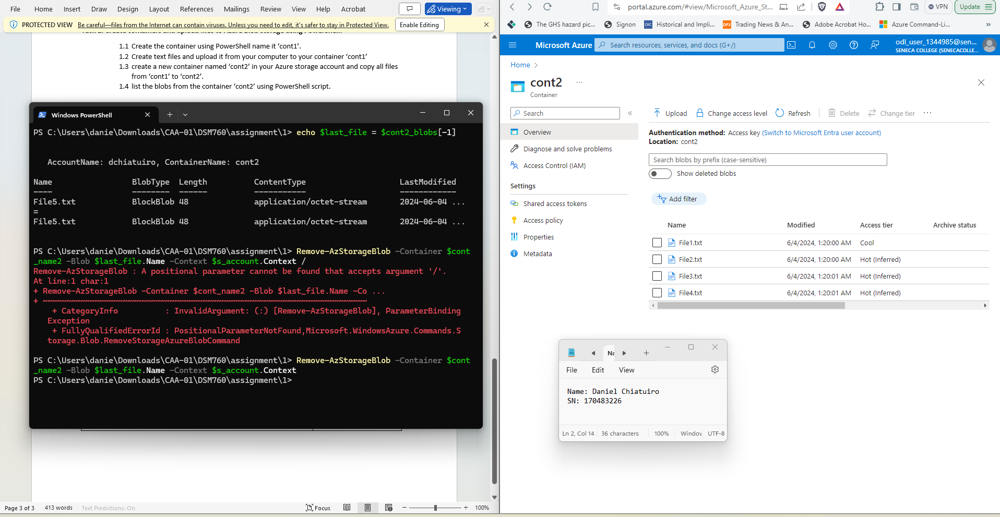 File Home Insert Draw Design Layout References Mailings Review View Help Acrobat Viewing
PROTECTED VIEW Be careful—files from the Internet can contain viruses. Unless you need to edit, it's safer to stay in Protected View. Enable Editing
1.1 Create the container using PowerShell name it ‘cont1’.
1.2 Create text files and upload it from your computer to your container ‘cont1’
1.3 create a new container named ‘cont2’ in your Azure storage account and copy all files
from ‘cont1’ to ‘cont2’.
1.4 list the blobs from the container ‘cont2’ using PowerShell script.
Windows PowerShell
PS C:\Users\danie\Downloads\CAA-01\DSM760\assignment\1> echo $last_file = $cont2_blobs[-1]
AccountName: dchiatuiro, ContainerName: cont2
Name BlobType Length ContentType LastModified
---- -------- ------ ----------- ------------
File5.txt BlockBlob 48 application/octet-stream 2024-06-04 ...
=
File5.txt BlockBlob 48 application/octet-stream 2024-06-04 ...
PS C:\Users\danie\Downloads\CAA-01\DSM760\assignment\1> Remove-AzStorageBlob -Container $cont
_name2 -Blob $last_file.Name -Context $s_account.Context /
Remove-AzStorageBlob : A positional parameter cannot be found that accepts argument '/'.
At line:1 char:1
+ Remove-AzStorageBlob -Container $cont_name2 -Blob $last_file.Name -Co ...
+ ~~~~~~~~~~~~~~~~~~~~~~~~~~~~~~~~~~~~~~~~~~~~~~~~~~~~~~~~~~~~~~~~~~~~~
+ CategoryInfo : InvalidArgument: (:) [Remove-AzStorageBlob], ParameterBinding
Exception
+ FullyQualifiedErrorId : PositionalParameterNotFound,Microsoft.WindowsAzure.Commands.S
torage.Blob.RemoveStorageAzureBlobCommand
PS C:\Users\danie\Downloads\CAA-01\DSM760\assignment\1> Remove-AzStorageBlob -Container $cont
_name2 -Blob $last_file.Name -Context $s_account.Context
PS C:\Users\danie\Downloads\CAA-01\DSM760\assignment\1>
Page 3 of 3 413 words Text Predictions: On Focus 100%
portal.azure.com/#view/Microsoft_Azure_St... VPN Update
The GHS hazard pic... Signon OIC Historical and Impli... DFX Trading News & An... Adobe Acrobat Ho... Azure Command-Li... »
Microsoft Azure Search resources, services, and docs (G+/) odl_user_1344985@sen...
SENECA COLLEGE (SENECACOLLE...
Home >
cont2 ...
Container
Search «
Upload Change access level Refresh Delete Change tier ...
Overview
Diagnose and solve problems
Access Control (IAM)
Settings
Shared access tokens
Access policy
Properties
Metadata
Authentication method: Access key (Switch to Microsoft Entra user account)
Location: cont2
Search blobs by prefix (case-sensitive)
Show deleted blobs
Add filter
Name Modified Access tier Archive status
File1.txt 6/4/2024, 1:20:00 AM Cool
File2.txt 6/4/2024, 1:20:00 AM Hot (Inferred)
File3.txt 6/4/2024, 1:20:01 AM Hot (Inferred)
File4.txt 6/4/2024, 1:20:01 AM Hot (Inferred)
Na
File Edit View
Name: Daniel Chiatuiro
SN: 170483226
Ln 2, Col 14 36 characters 100% Window UTF-8